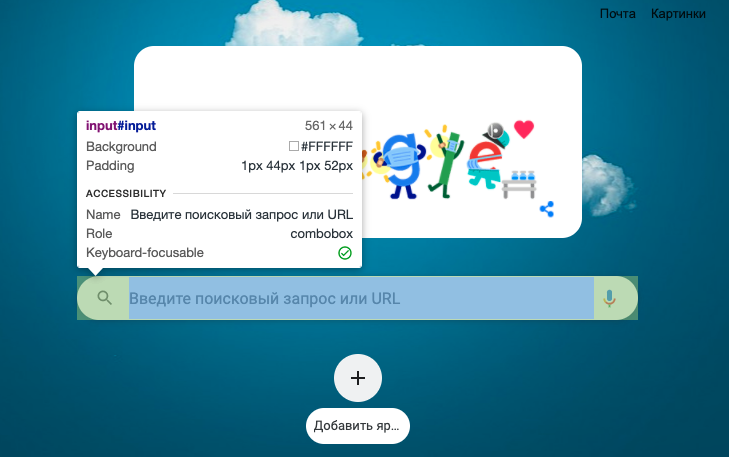 Почта Картинки
input#input 561 × 44
Background #FFFFFF
Padding 1px 44px 1px 52px
ACCESSIBILITY
Name Введите поисковый запрос или URL
Role combobox
Keyboard-focusable
Введите поисковый запрос или URL
Добавить яр...